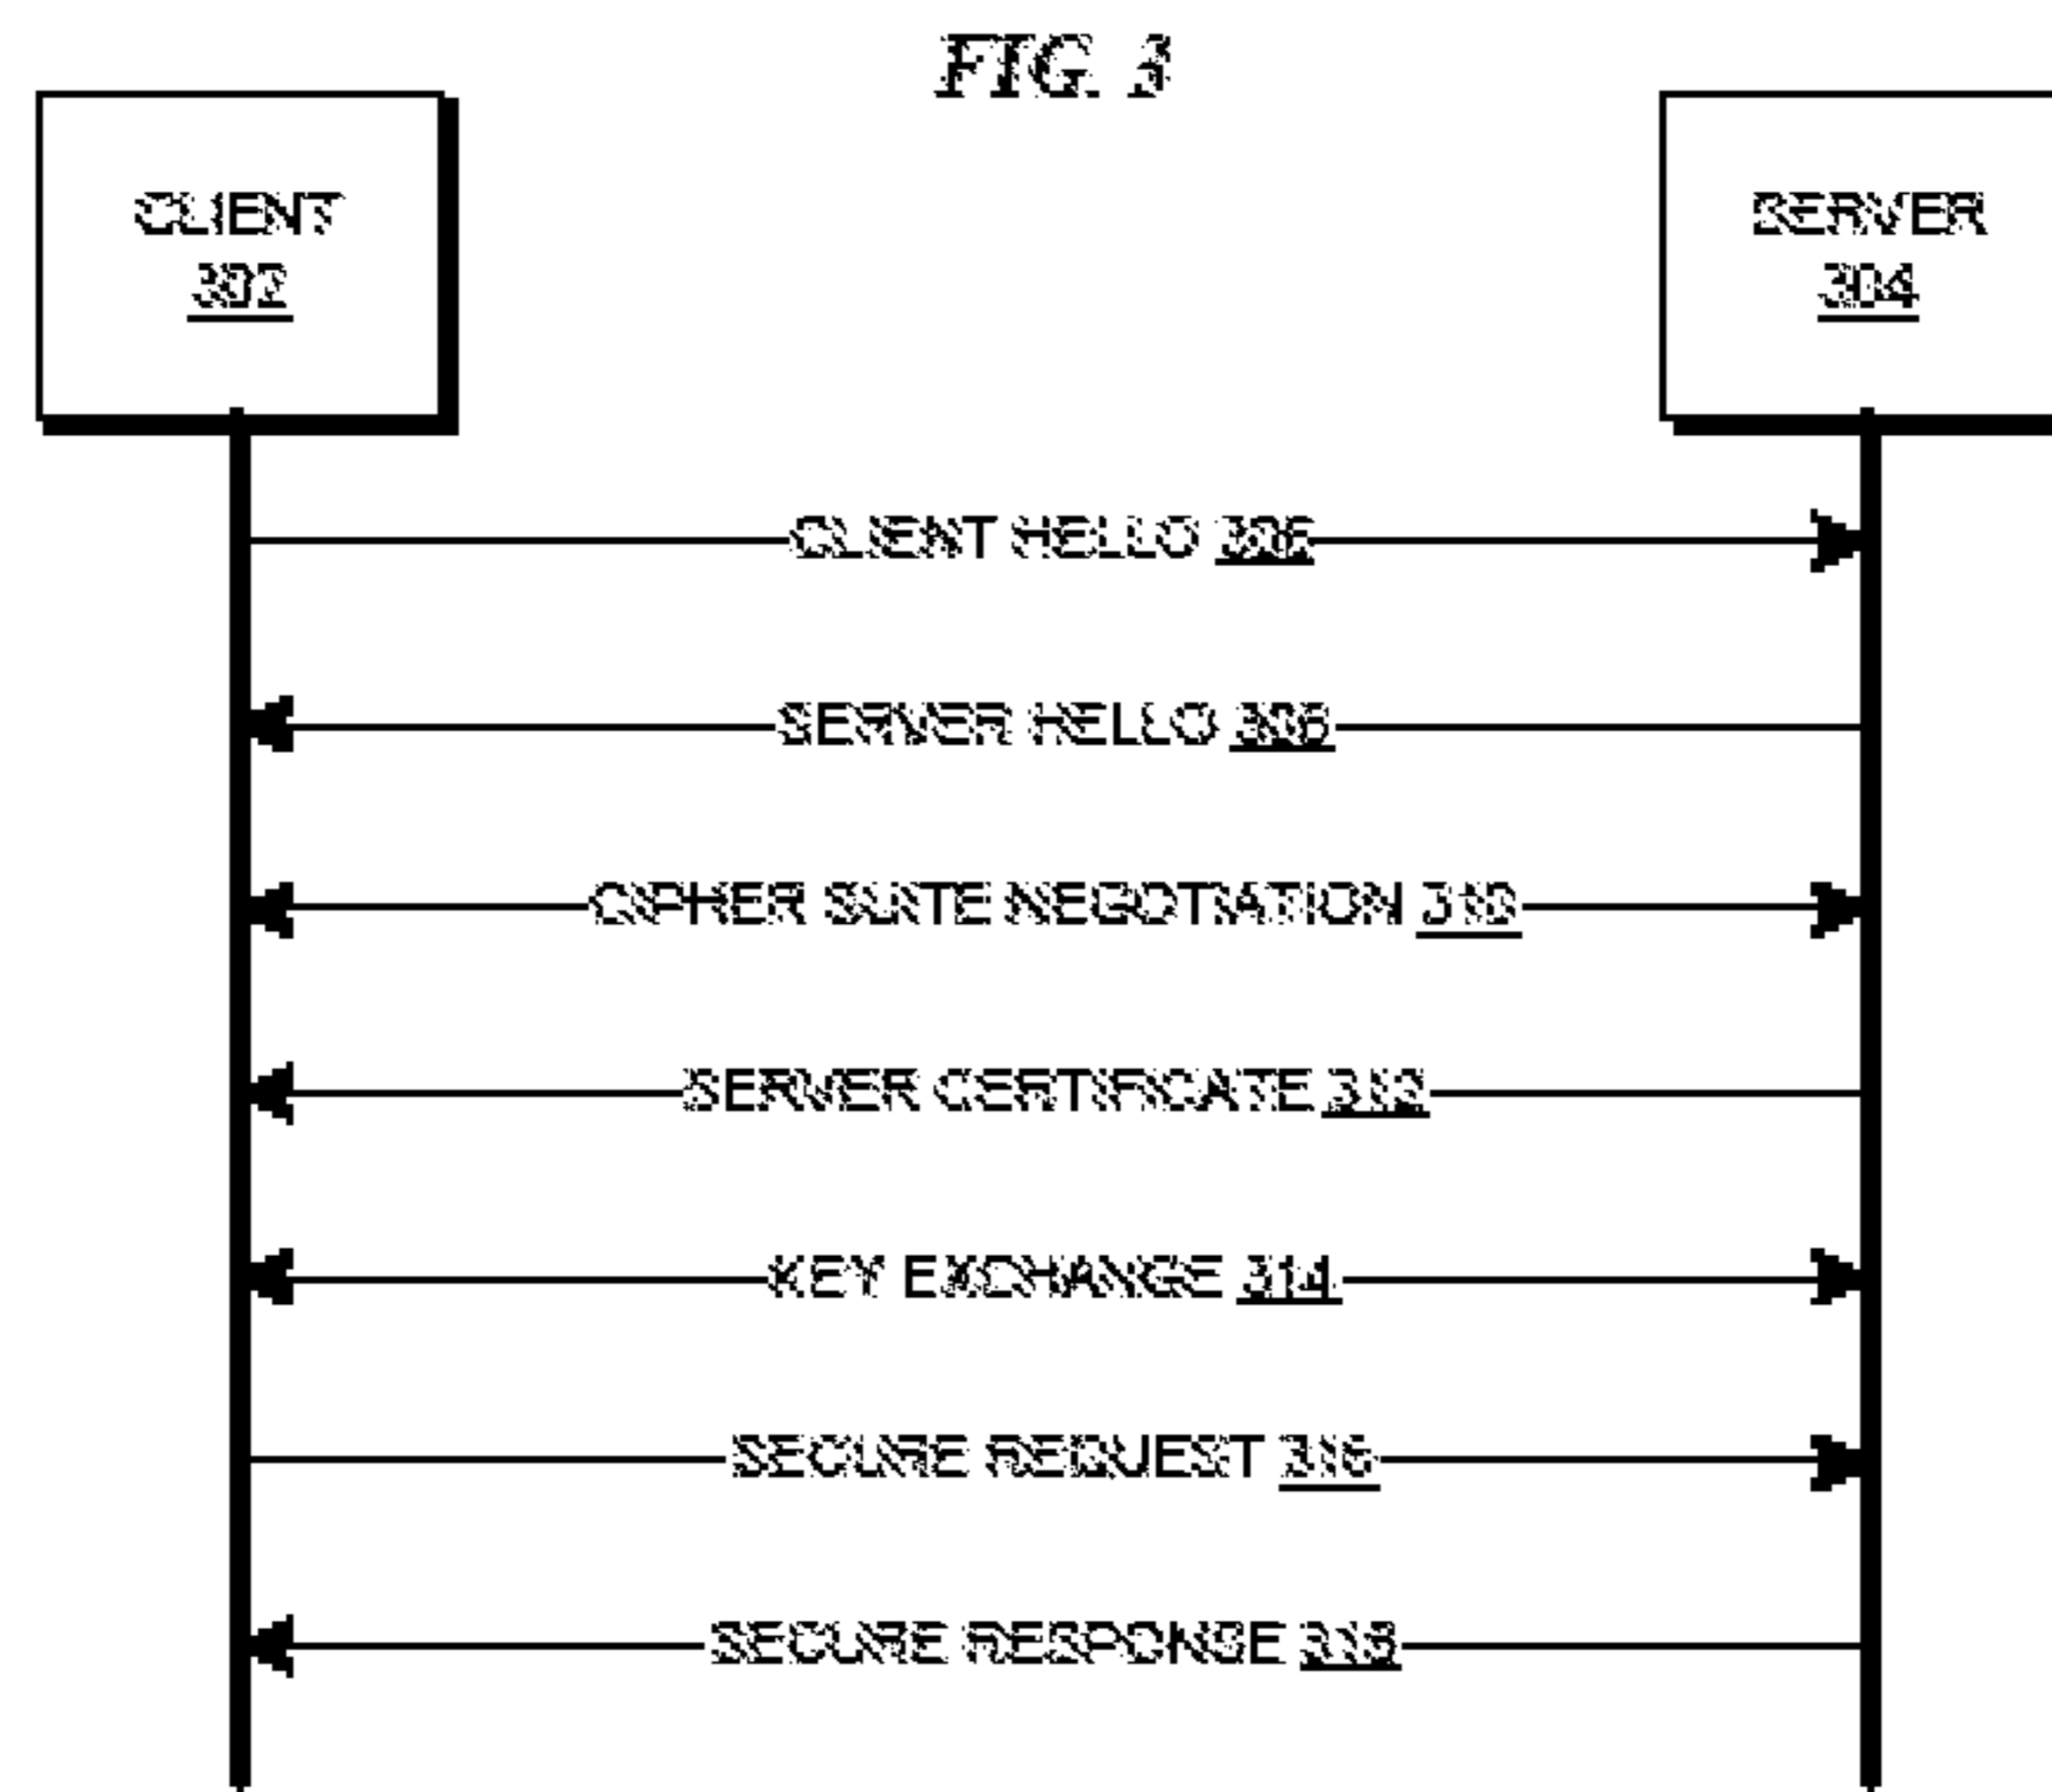 FIG. 3
CLIENT
302
SERVER
304
CLIENT HELLO 306
SERVER HELLO 308
CIPHER SUITE NEGOTIATION 310
SERVER CERTIFICATE 312
KEY EXCHANGE 314
SECURE REQUEST 316
SECURE RESPONSE 318